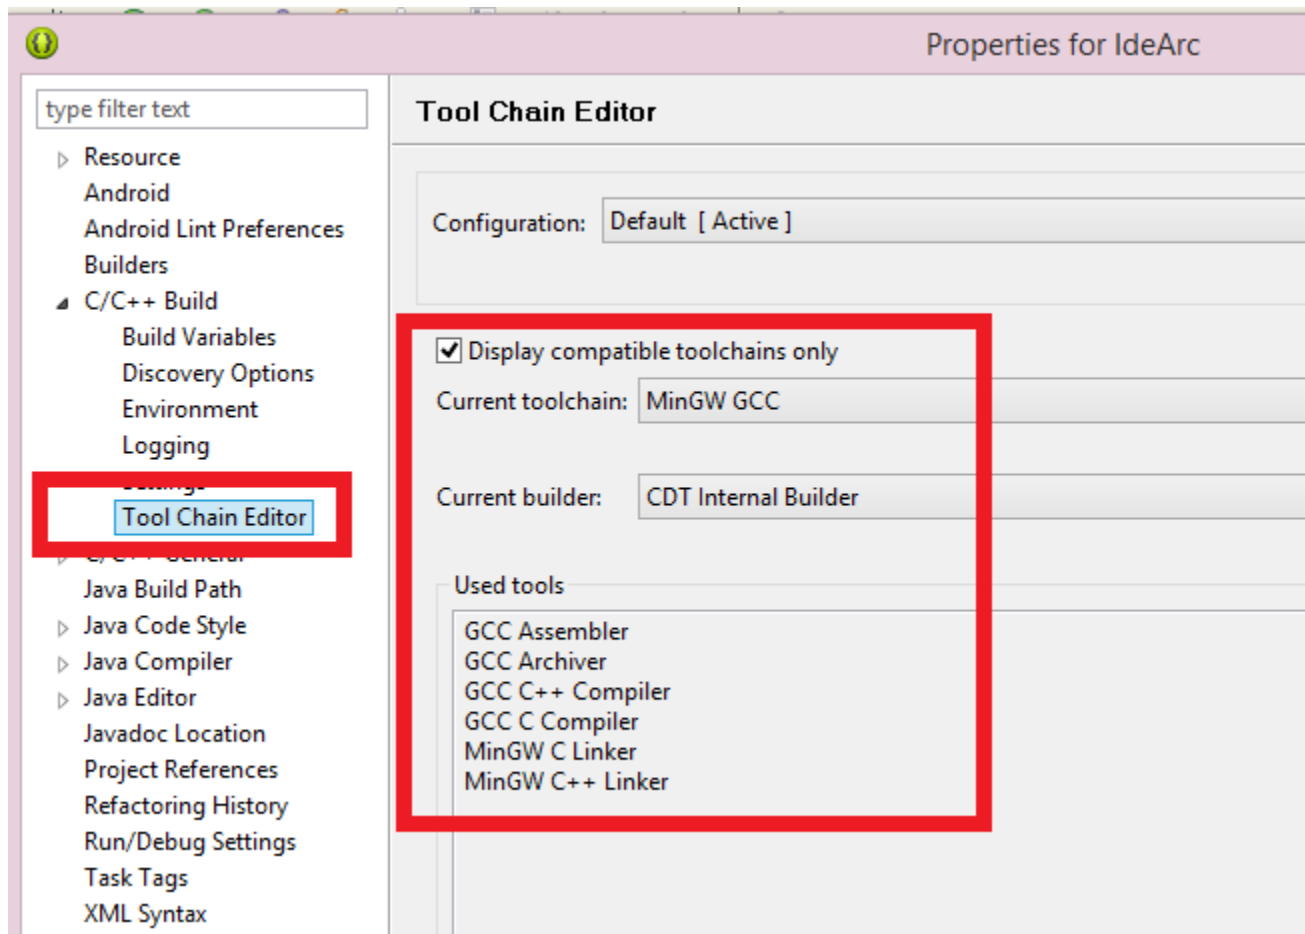 Properties for IdeArc
type filter text
Resource
Android
Android Lint Preferences
Builders
C/C++ Build
Build Variables
Discovery Options
Environment
Logging
Settings
Tool Chain Editor
C/C++ General
Java Build Path
Java Code Style
Java Compiler
Java Editor
Javadoc Location
Project References
Refactoring History
Run/Debug Settings
Task Tags
XML Syntax
Tool Chain Editor
Configuration: Default [ Active ]
Display compatible toolchains only
Current toolchain: MinGW GCC
Current builder: CDT Internal Builder
Used tools
GCC Assembler
GCC Archiver
GCC C++ Compiler
GCC C Compiler
MinGW C Linker
MinGW C++ Linker